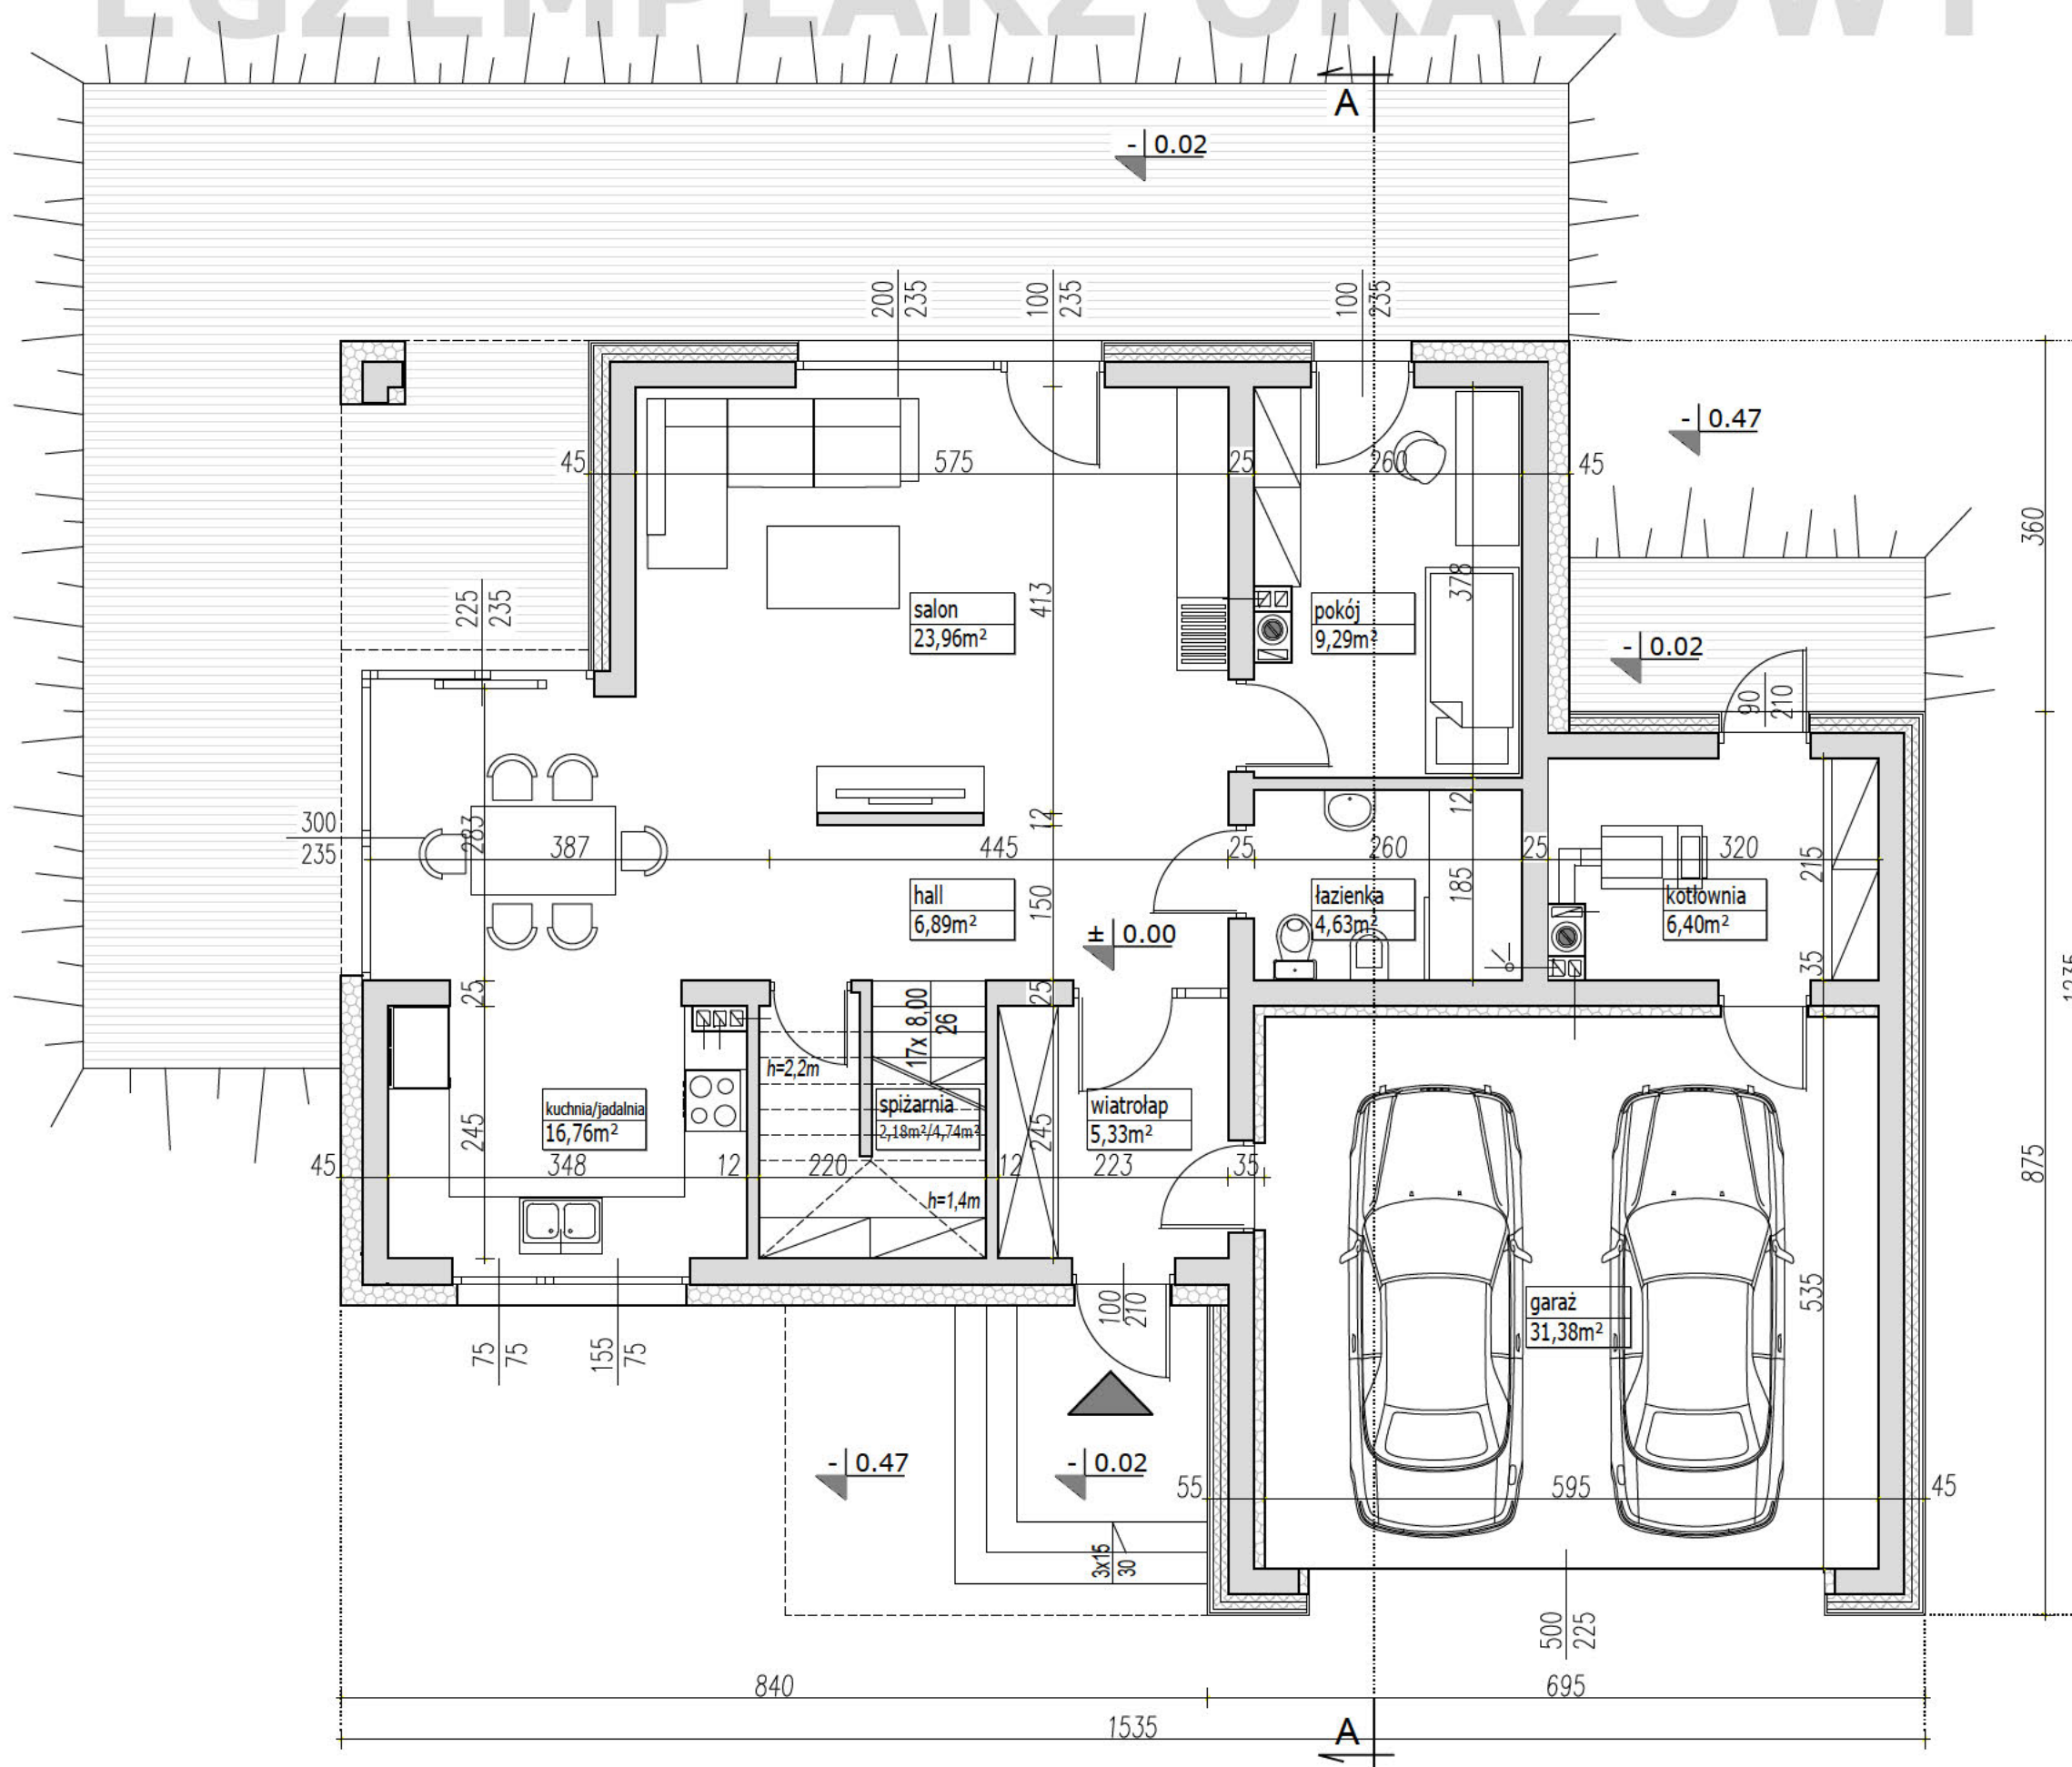 EGZEMPLARZ OKAZOWY
A
- 0.02
200
235
100
235
100
235
- 0.47
45
575
25
260
45
360
225
235
413
378
salon
23,96m²
pokój
9,29m²
- 0.02
90
210
300
235
283
387
12
445
25
12
260
25
320
215
185
hall
6,89m²
150
łazienka
4,63m²
kotłownia
6,40m²
± 0.00
35
1235
25
25
17x 8,00
26
h=2,2m
kuchnia/jadalnia
16,76m²
spiżarnia
2,18m²/4,74m²
wiatrołap
5,33m²
245
245
45
348
12
220
12
223
35
875
h=1,4m
100
210
535
garaż
31,38m²
75
75
155
75
- 0.47
- 0.02
55
595
45
3x15
30
500
225
840
695
1535
A